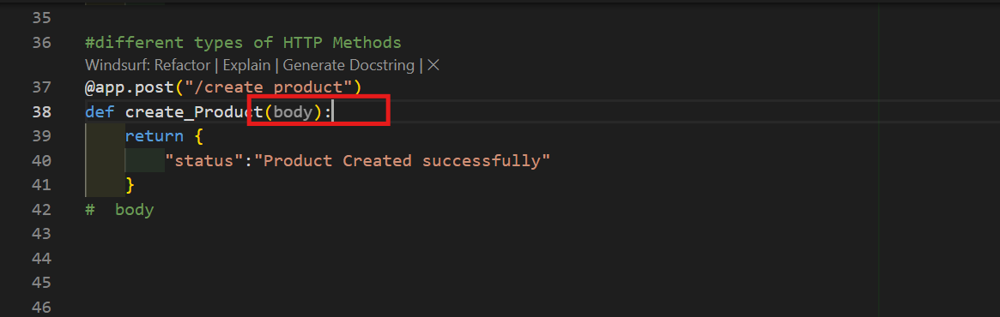 35
36 #different types of HTTP Methods
Windsurf: Refactor | Explain | Generate Docstring | ×
37 @app.post("/create_product")
38 def create_Product(body):
39 return {
40 "status":"Product Created successfully"
41 }
42 #  body
43
44
45
46